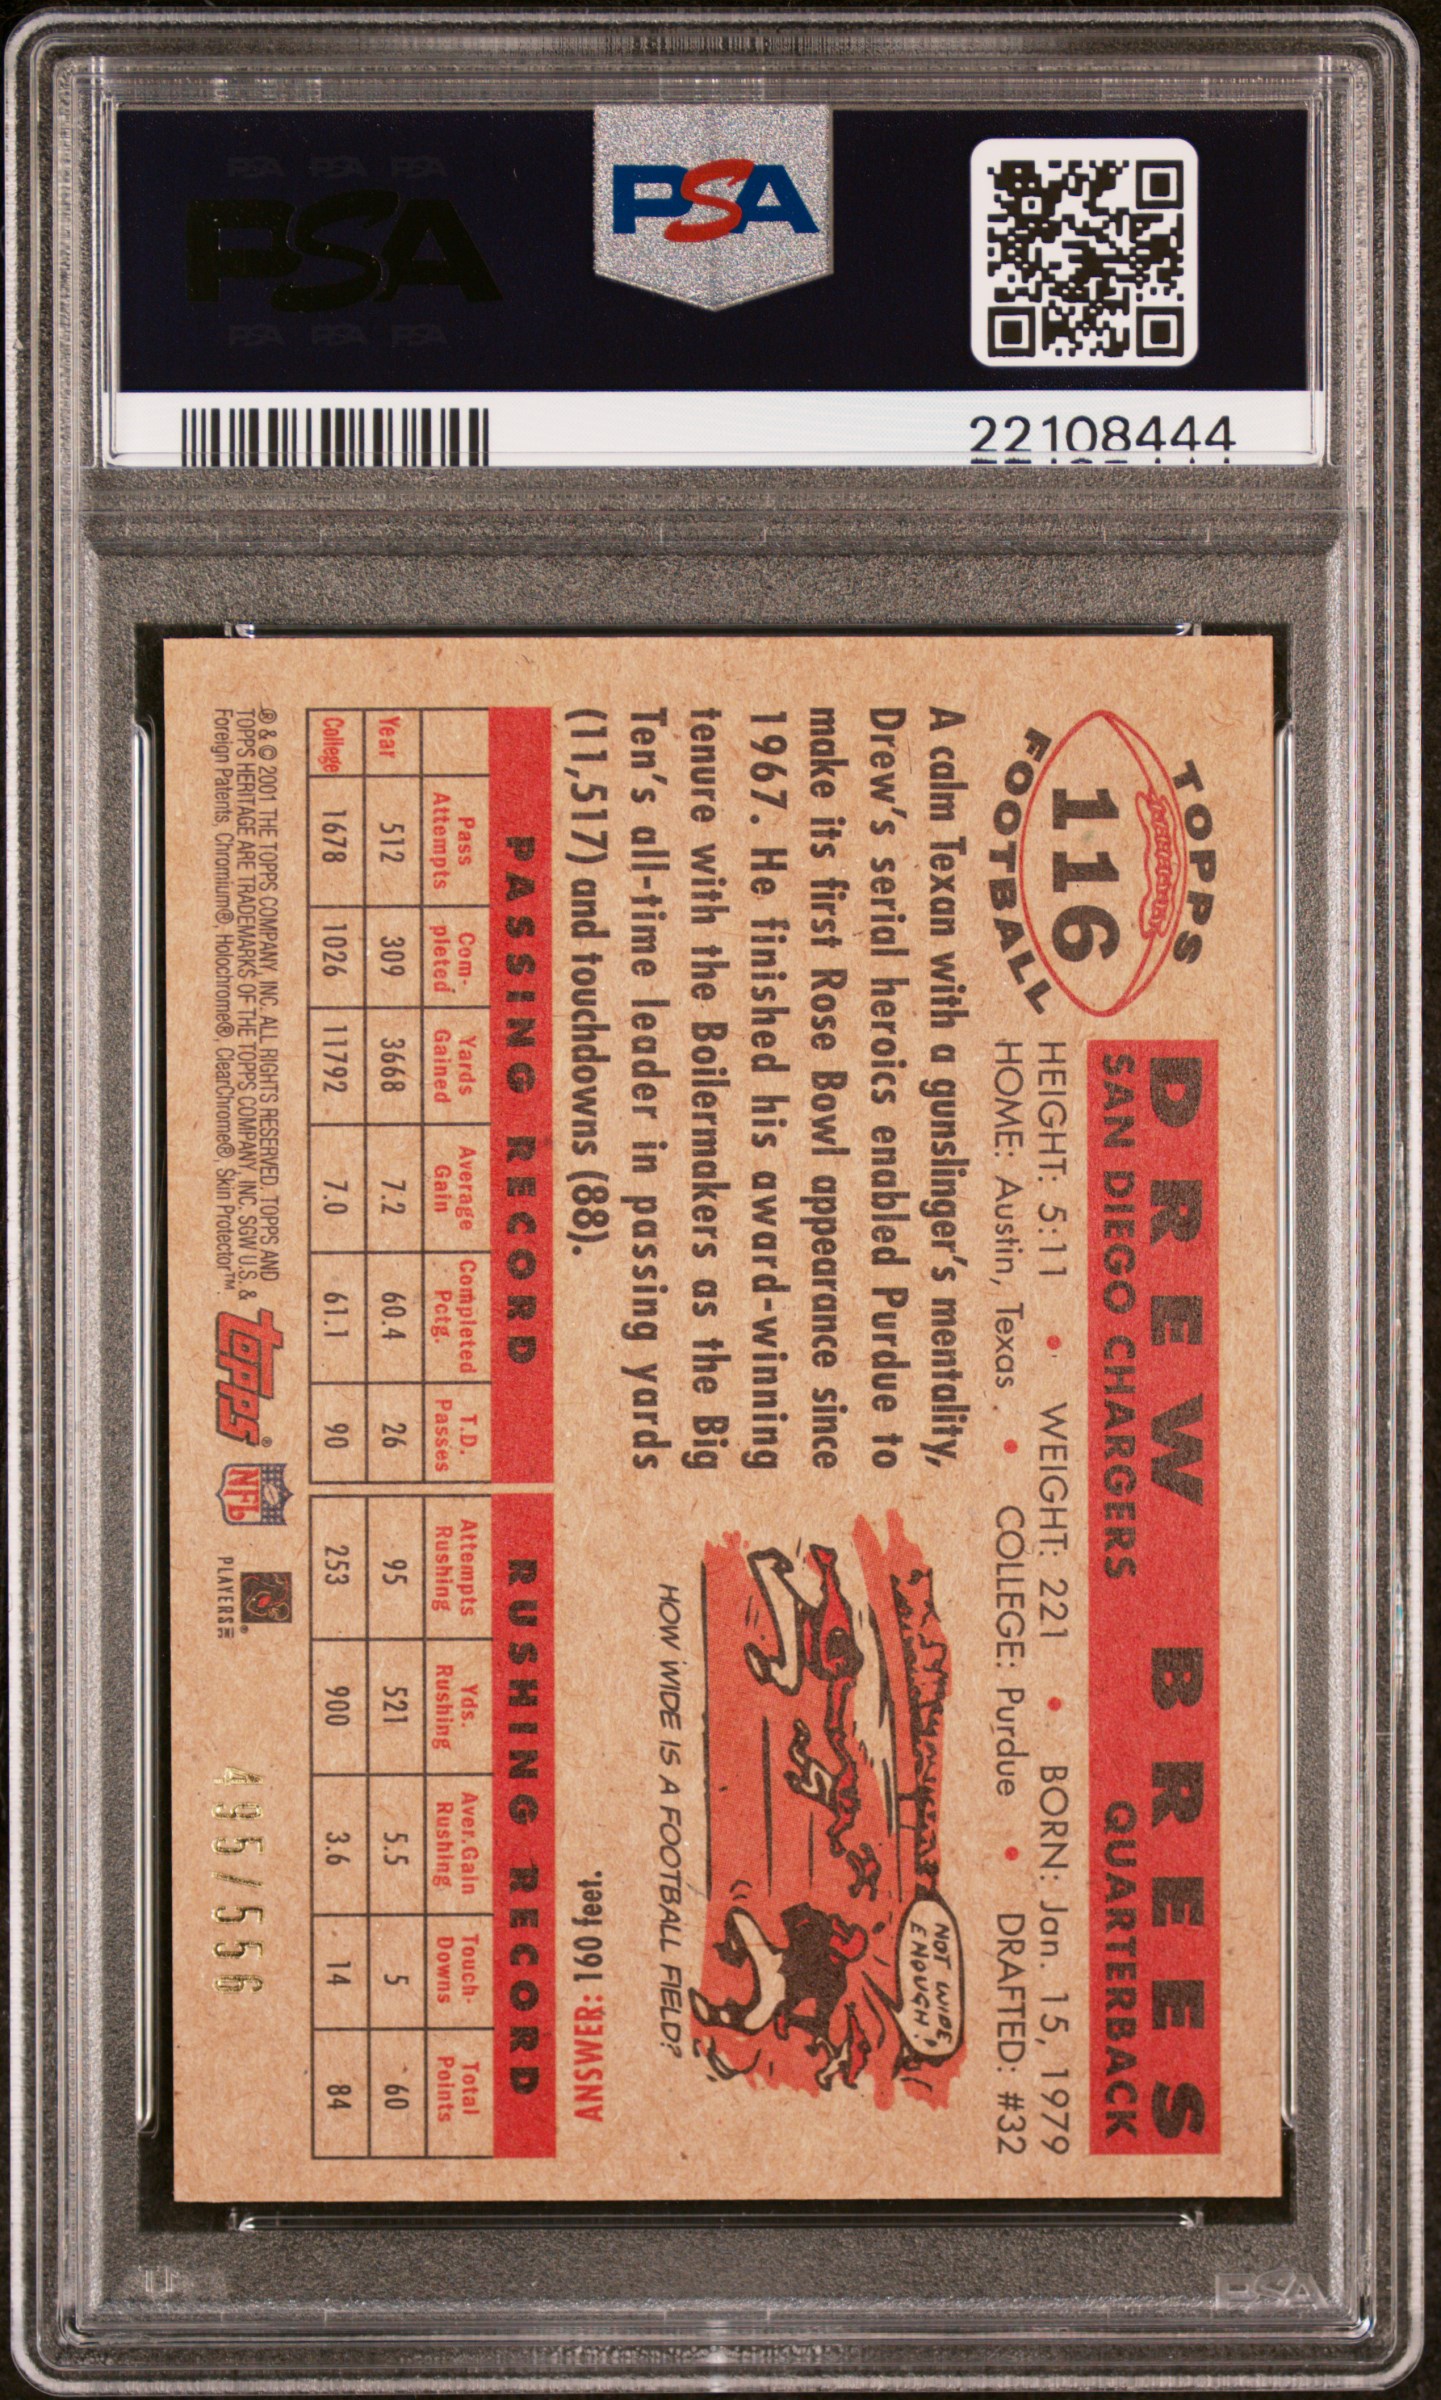 PSA PSA PSA
PSA
PSA PSA PSA
PSA
22108444
TOPPS
116
FOOTBALL
DREW BREES
SAN DIEGO CHARGERS QUARTERBACK
HEIGHT: 5:11 • WEIGHT: 221 • BORN: Jan. 15, 1979
HOME: Austin, Texas • COLLEGE: Purdue • DRAFTED: #32
A calm Texan with a gunslinger's mentality,
Drew's serial heroics enabled Purdue to
make its first Rose Bowl appearance since
1967. He finished his award-winning
tenure with the Boilermakers as the Big
Ten's all-time leader in passing yards
(11,517) and touchdowns (88).
NOT WIDE
ENOUGH!
HOW WIDE IS A FOOTBALL FIELD?
ANSWER: 160 feet.
PASSING RECORD RUSHING RECORD
Pass Attempts Com-pleted Yards Gained Average Gain Completed Pctg. T.D. Passes Attempts Rushing Yds. Rushing Aver.Gain Rushing Touch-Downs Total Points
Year 512 309 3668 7.2 60.4 26 95 521 5.5 5 60
College 1678 1026 11792 7.0 61.1 90 253 900 3.6 14 84
® & © 2001 THE TOPPS COMPANY, INC. ALL RIGHTS RESERVED. TOPPS AND
TOPPS HERITAGE ARE TRADEMARKS OF THE TOPPS COMPANY, INC. SGW U.S. &
Foreign Patents, Chromium®, Holochrome®, ClearChrome®, Skin Protector™.
Topps®
NFL
PLAYERS
495/556
PSA